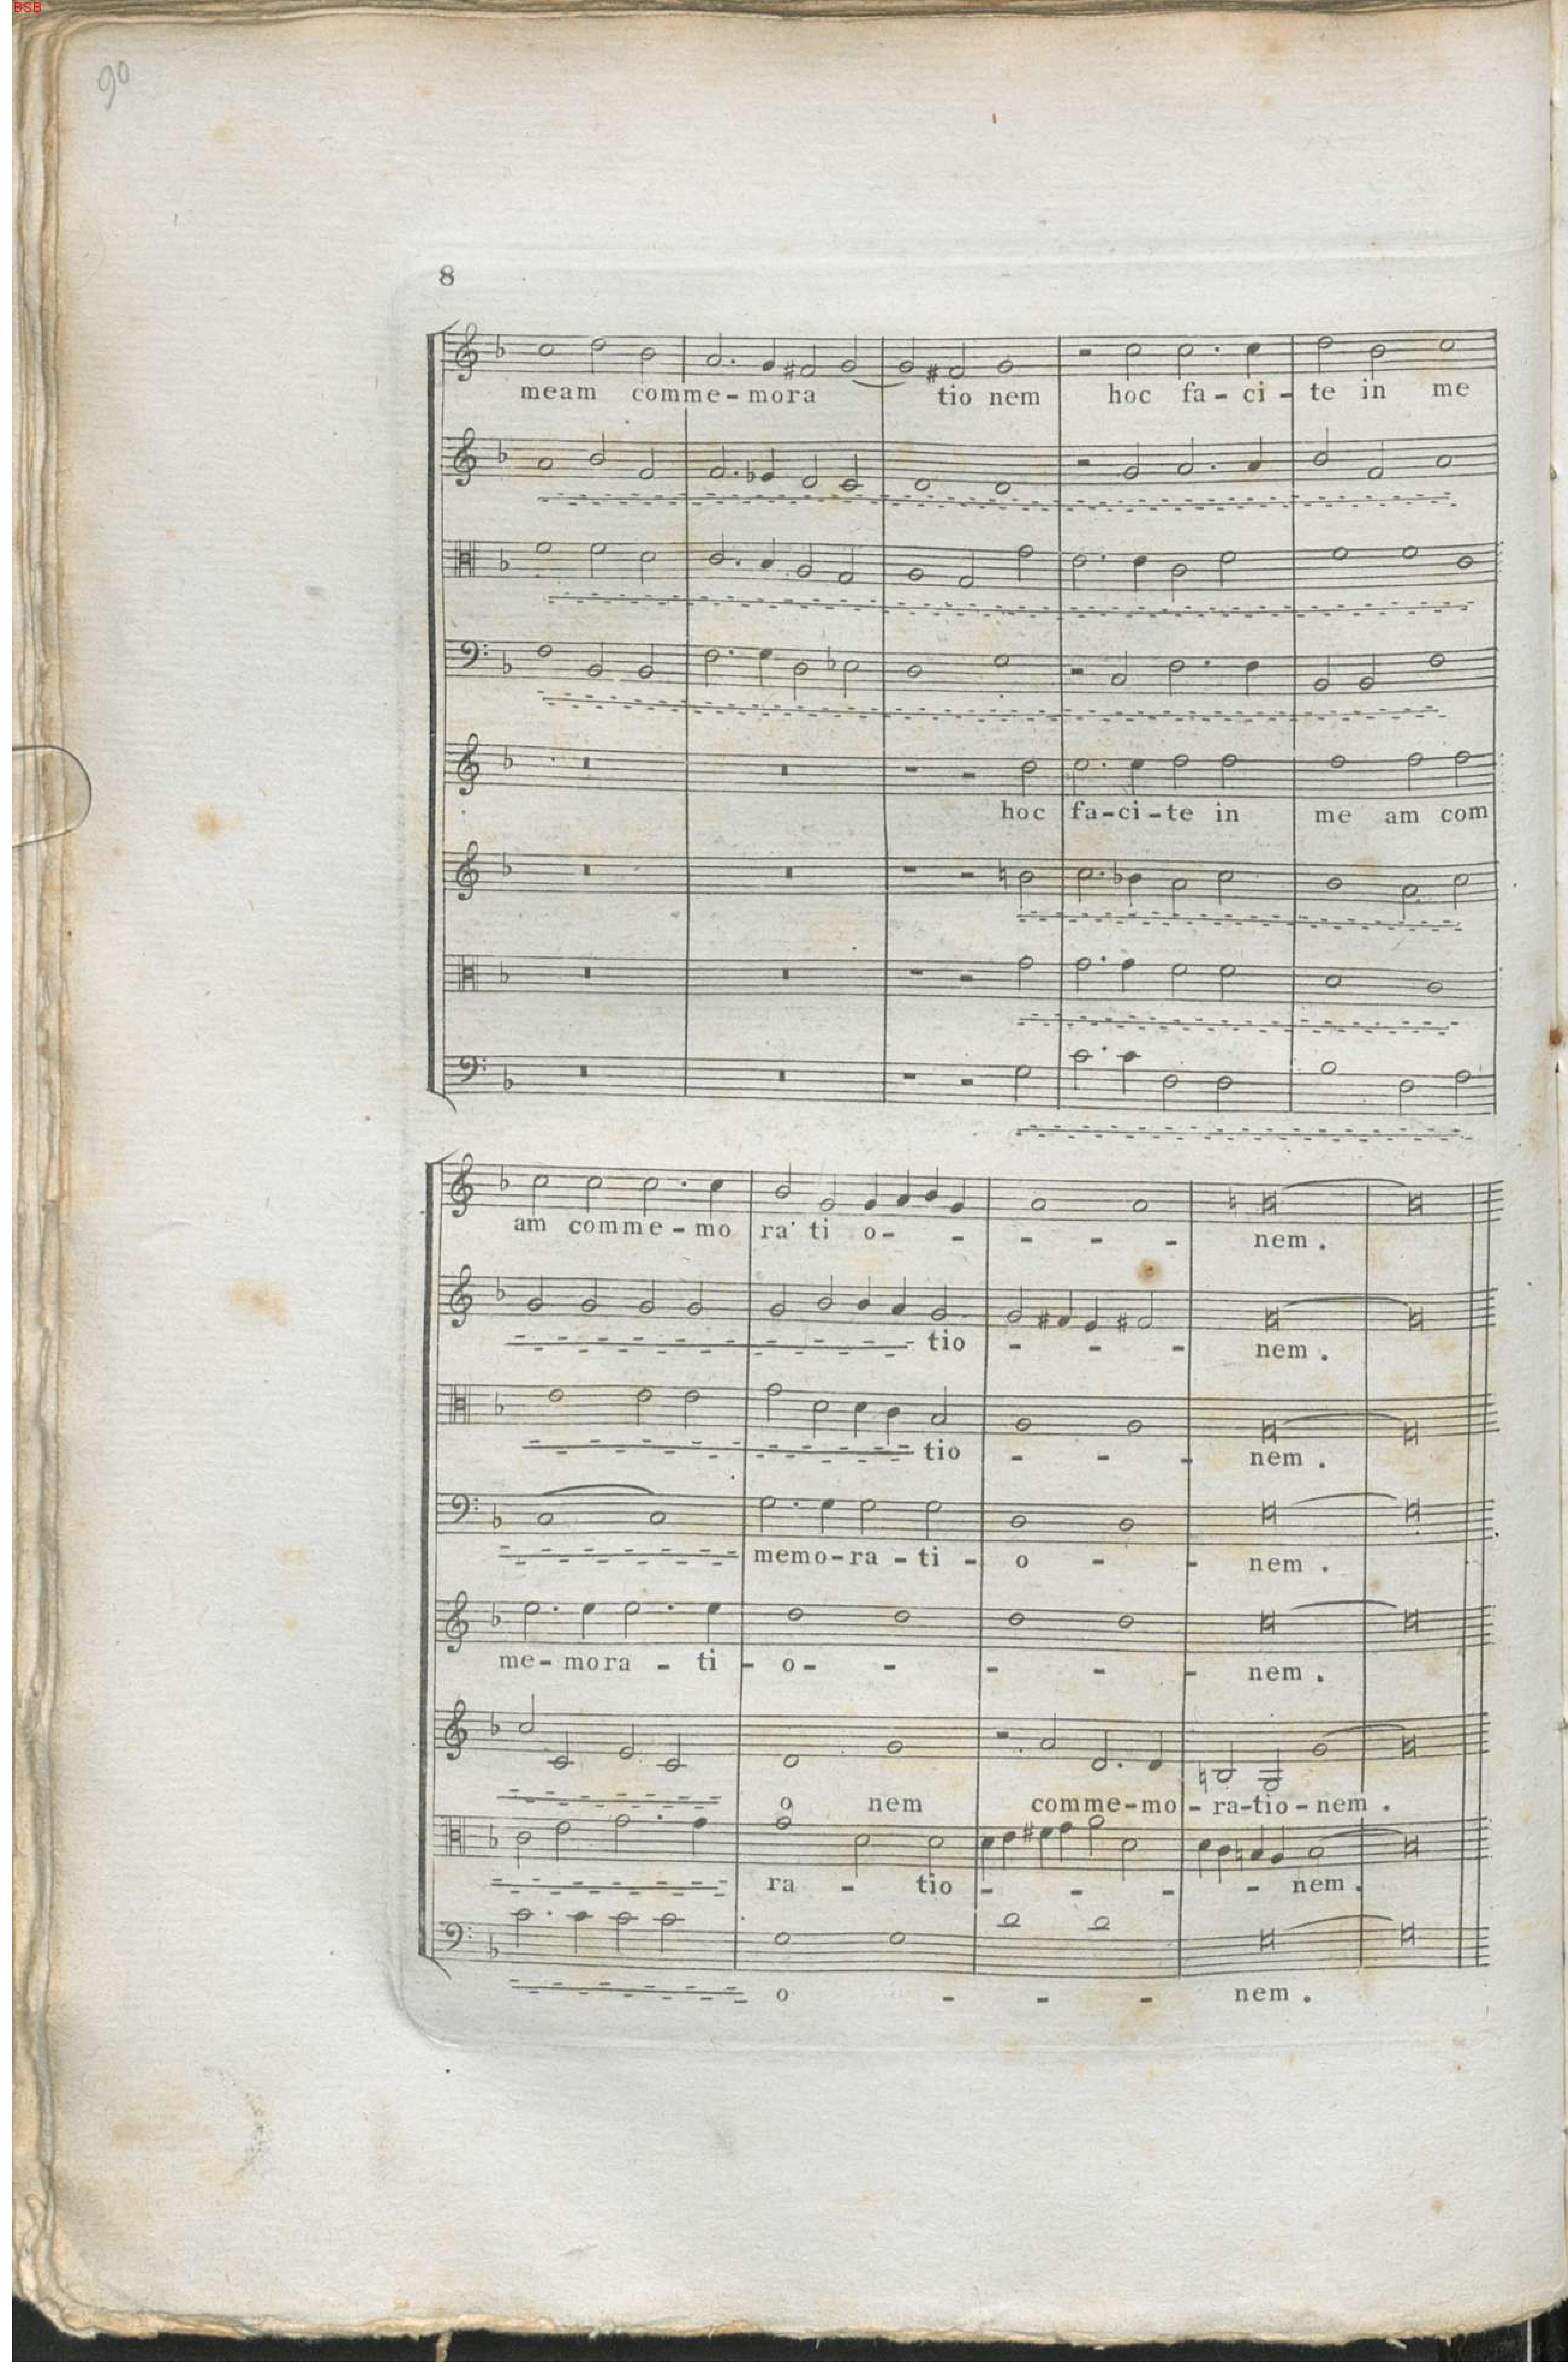 BSB
90
8
meam comme-mora tio nem hoc fa-ci-te in me
hoc fa-ci-te in me am com
am comme-mo ra ti o- - - - - nem.
tio - - - nem.
tio - - - nem.
memo-ra-ti-o - - nem.
me-mora-ti-o- - - - - nem.
o nem comme-mo-ra-tio-nem.
ra - tio - - - - nem.
o - - - nem.